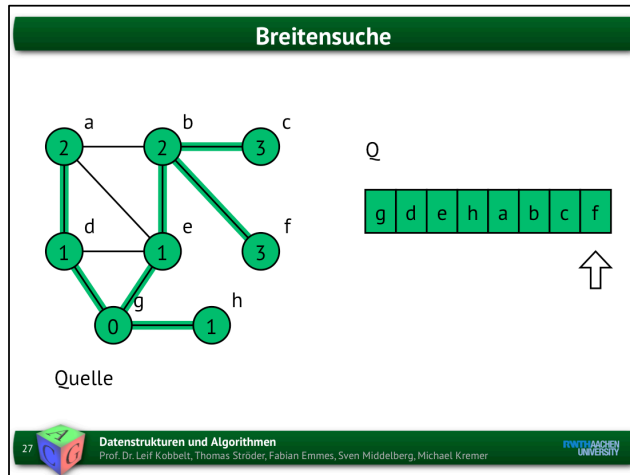 Breitensuche
a b c
2 2 3
Q
g d e h a b c f
d e f
1 1 3
g h
0 1
Quelle
27
A
C G
Datenstrukturen und Algorithmen
Prof. Dr. Leif Kobbelt, Thomas Ströder, Fabian Emmes, Sven Middelberg, Michael Kremer
RWTHAACHEN
UNIVERSITY